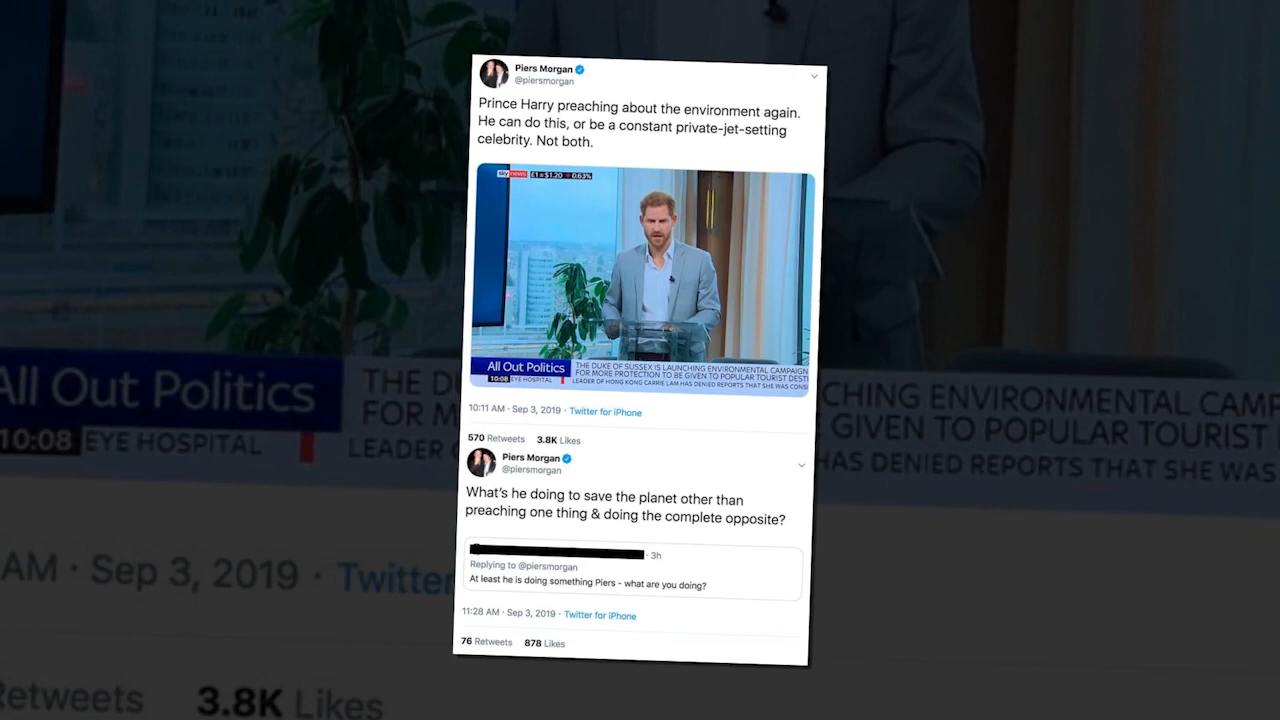 Piers Morgan
@piersmorgan
Prince Harry preaching about the environment again.
He can do this, or be a constant private-jet-setting
celebrity. Not both.
sky news £1=$1.20 0.63%
All Out Politics
THE DUKE OF SUSSEX IS LAUNCHING ENVIRONMENTAL CAMPAIGN
FOR MORE PROTECTION TO BE GIVEN TO POPULAR TOURIST DESTI
10:08 EYE HOSPITAL
LEADER OF HONG KONG CARRIE LAM HAS DENIED REPORTS THAT SHE WAS CONSI
10:11 AM · Sep 3, 2019 · Twitter for iPhone
570 Retweets 3.8K Likes
Piers Morgan
@piersmorgan
What's he doing to save the planet other than
preaching one thing & doing the complete opposite?
· 3h
Replying to @piersmorgan
At least he is doing something Piers - what are you doing?
11:28 AM · Sep 3, 2019 · Twitter for iPhone
76 Retweets 878 Likes
All Out Politics
THE D
FOR M
10:08 EYE HOSPITAL
LEADER
CHING ENVIRONMENTAL CAMP
GIVEN TO POPULAR TOURIST
HAS DENIED REPORTS THAT SHE WAS
AM · Sep 3, 2019 · Twitter
Retweets 3.8K Likes